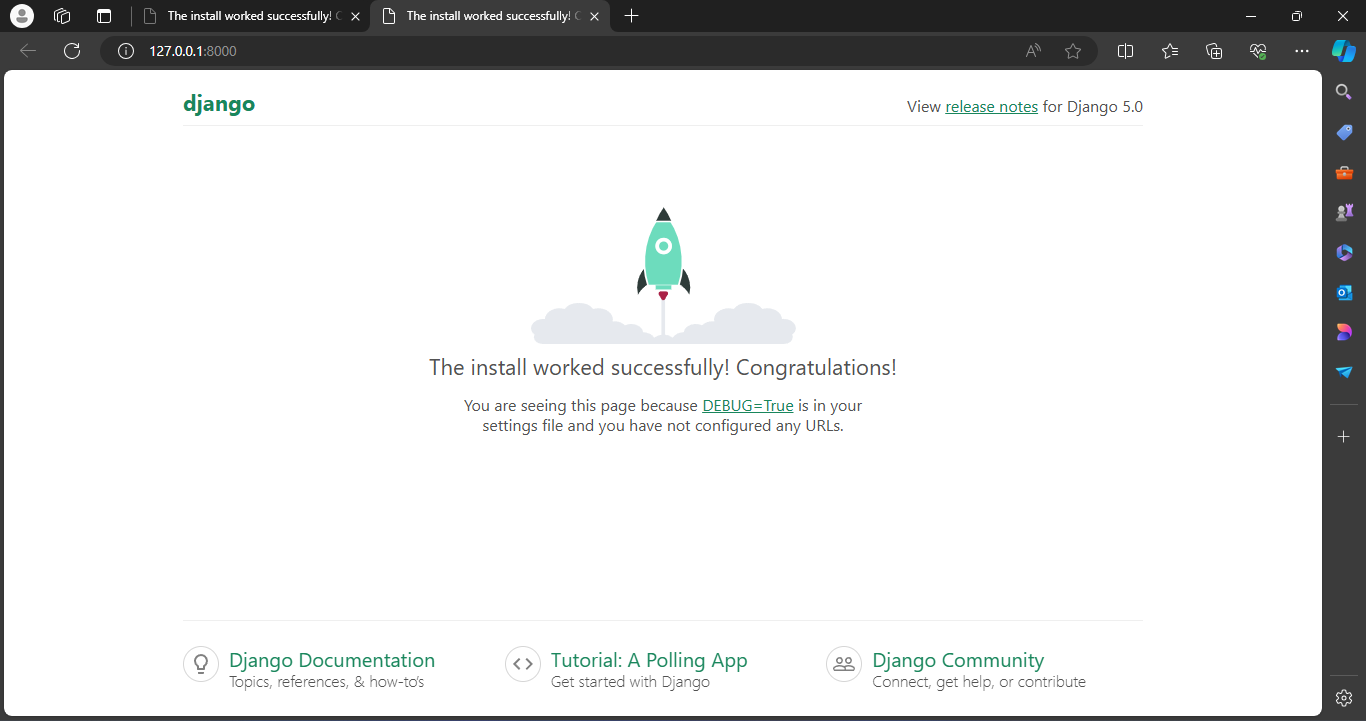 The install worked successfully! C
The install worked successfully! C
127.0.0.1:8000
django
View release notes for Django 5.0
The install worked successfully! Congratulations!
You are seeing this page because DEBUG=True is in your
settings file and you have not configured any URLs.
Django Documentation
Topics, references, & how-to's
Tutorial: A Polling App
Get started with Django
Django Community
Connect, get help, or contribute